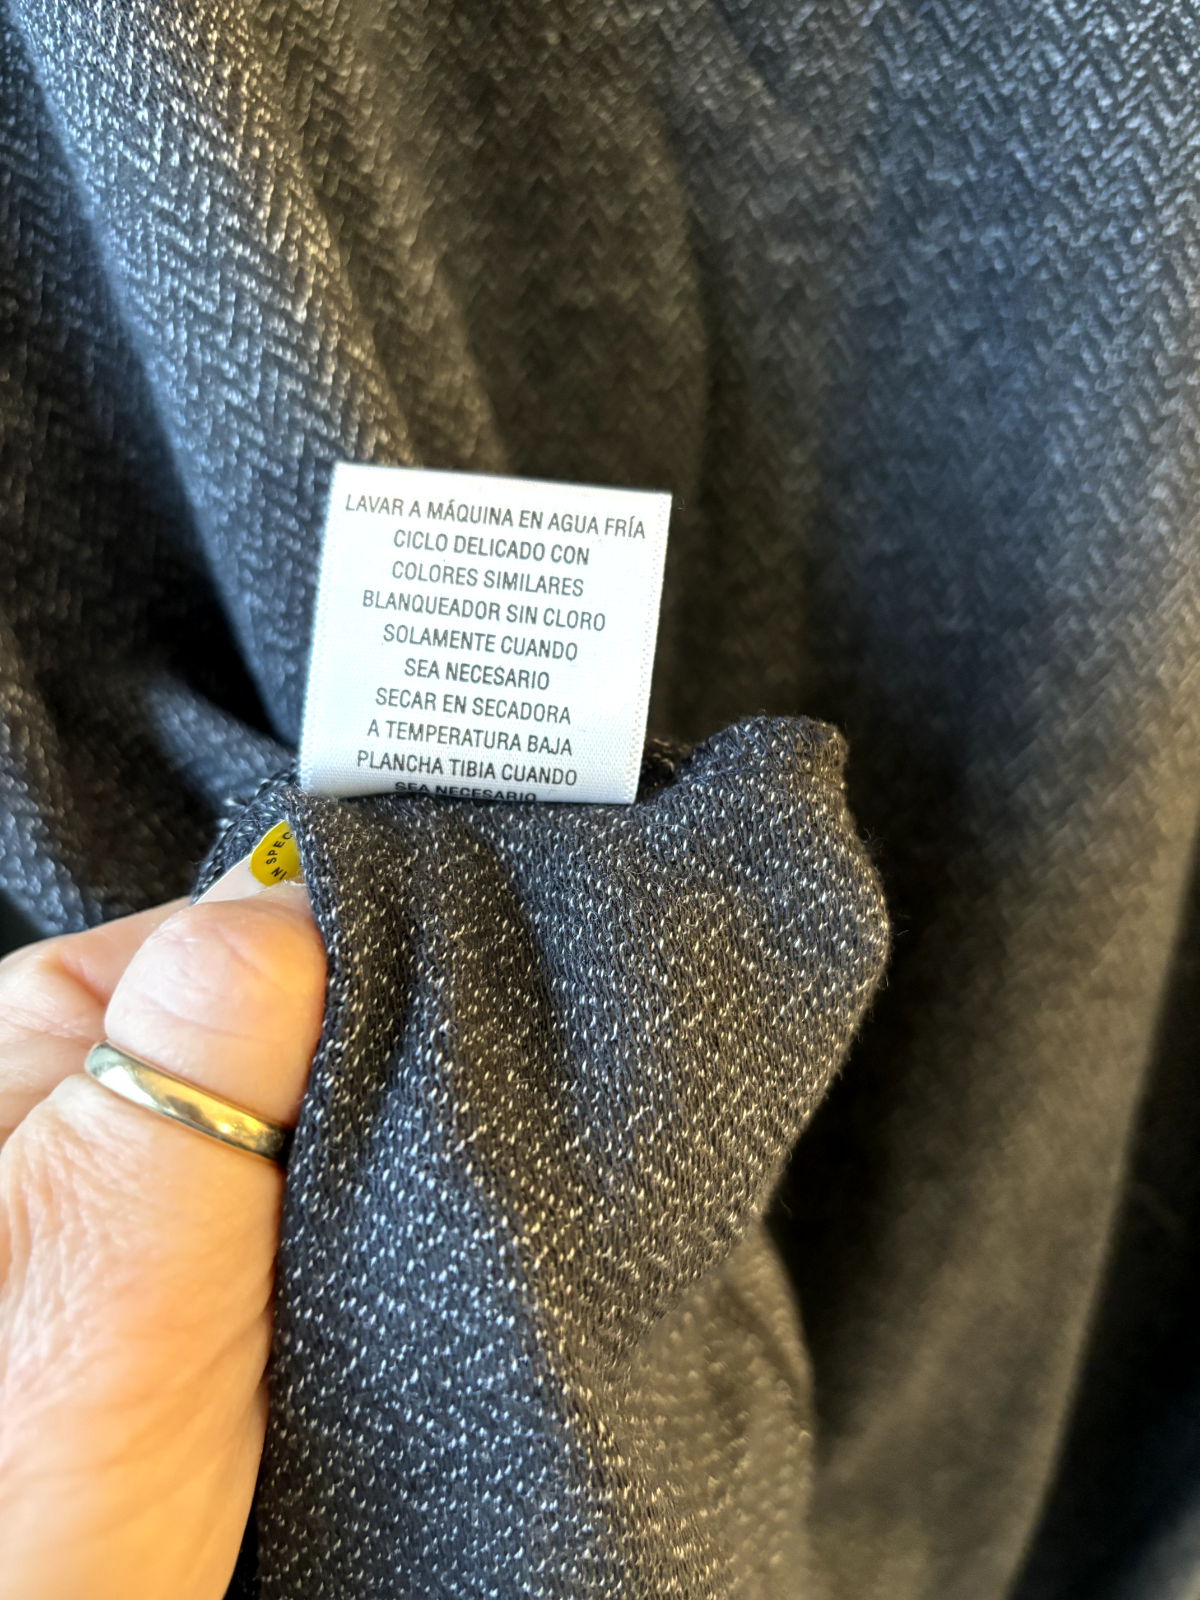 LAVAR A MÁQUINA EN AGUA FRÍA
CICLO DELICADO CON
COLORES SIMILARES
BLANQUEADOR SIN CLORO
SOLAMENTE CUANDO
SEA NECESARIO
SECAR EN SECADORA
A TEMPERATURA BAJA
PLANCHA TIBIA CUANDO
SEA NECESARIO
INSPEC